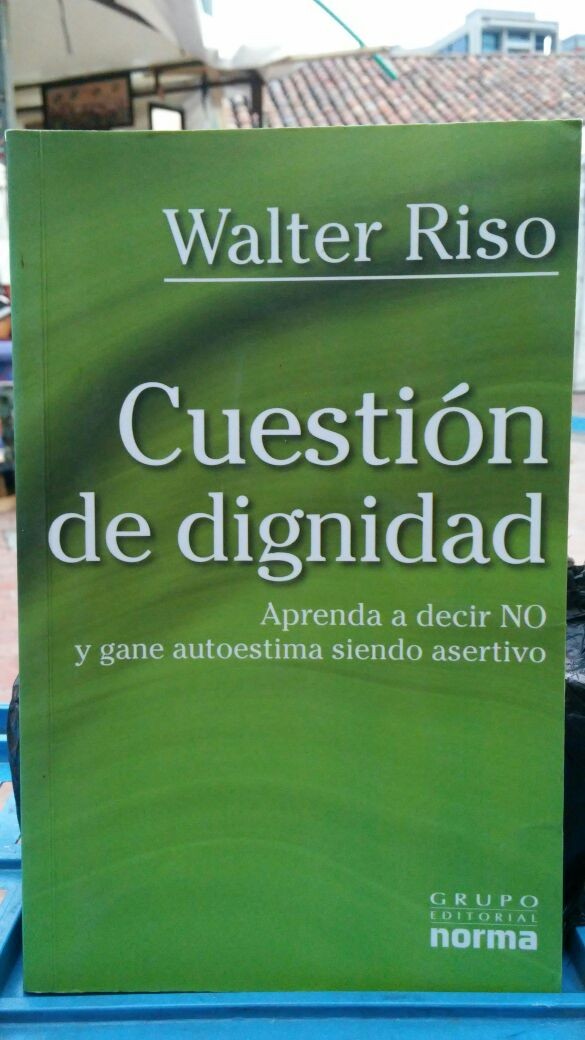 Walter Riso
Cuestión
de dignidad
Aprenda a decir NO
y gane autoestima siendo asertivo
GRUPO
EDITORIAL
norma